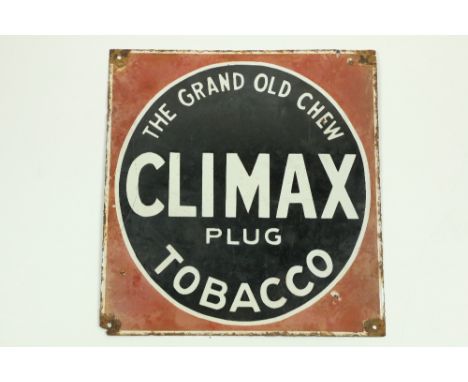 THE GRAND OLD CHEW
CLIMAX
PLUG
TOBACCO